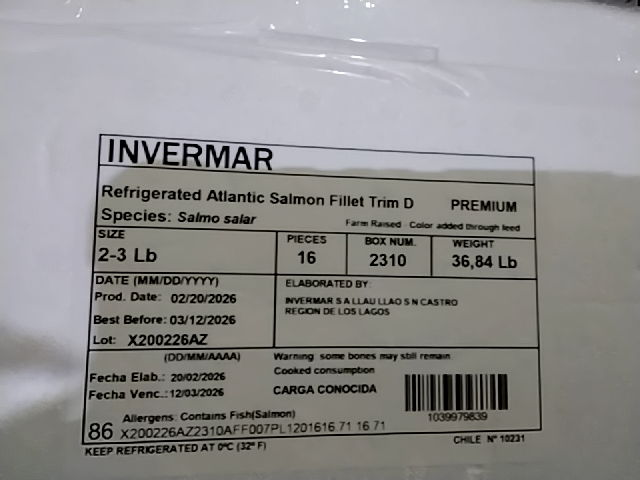 INVERMAR
Refrigerated Atlantic Salmon Fillet Trim D PREMIUM
Species: Salmo salar Farm Raised · Color added through feed
SIZE PIECES BOX NUM. WEIGHT
2-3 Lb 16 2310 36,84 Lb
DATE (MM/DD/YYYY) ELABORATED BY:
Prod. Date: 02/20/2026 INVERMAR S A LLAU LLAO S N CASTRO
REGION DE LOS LAGOS
Best Before: 03/12/2026
Lot: X200226AZ
(DD/MM/AAAA) Warning some bones may still remain
Cooked consumption
Fecha Elab.: 20/02/2026
Fecha Venc.: 12/03/2026 CARGA CONOCIDA
Allergens: Contains Fish(Salmon) 1039979839
86 X200226AZ2310AFF007PL1201616.71 16 71
KEEP REFRIGERATED AT 0ºC (32° F) CHILE N° 10231